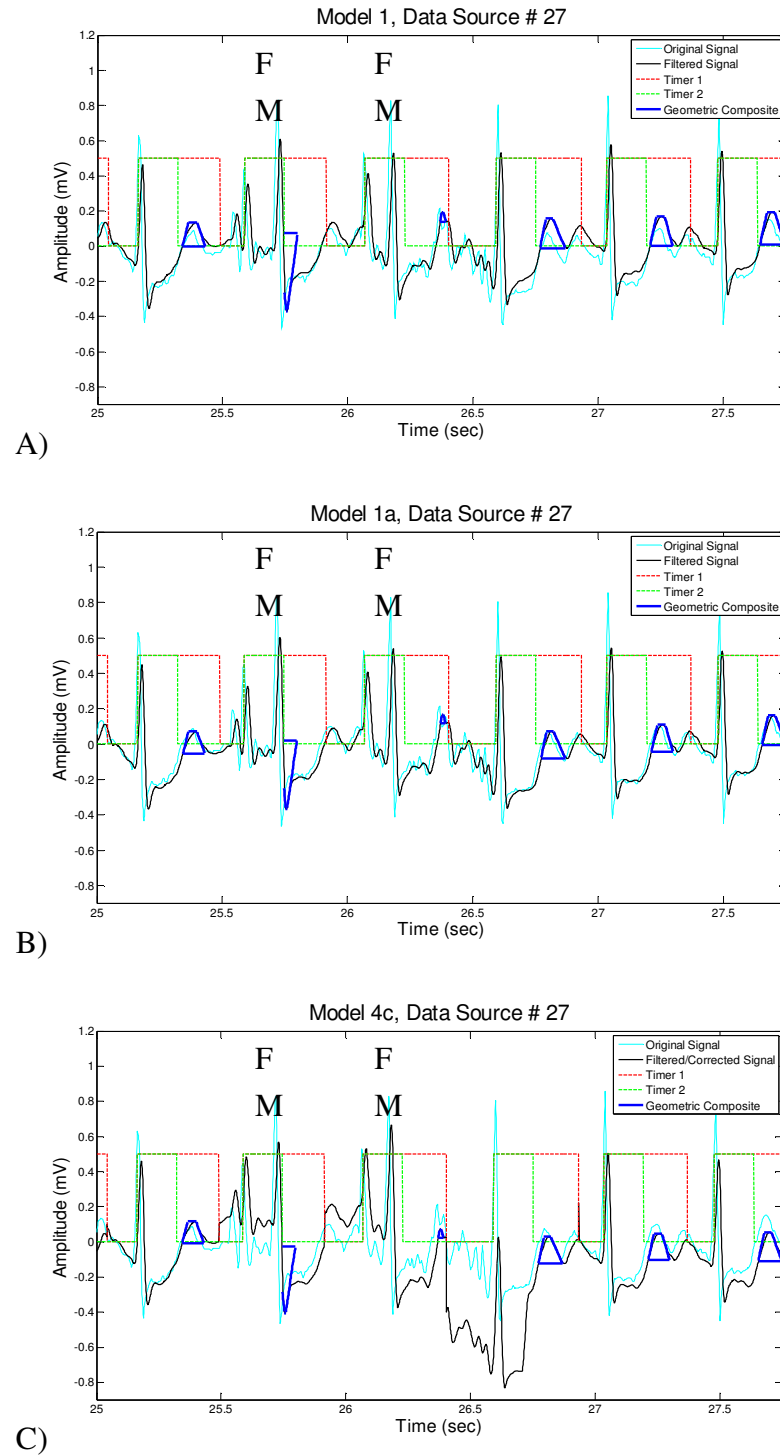 Model 1, Data Source # 27
F F
M M
Original Signal
Filtered Signal
Timer 1
Timer 2
Geometric Composite
Amplitude (mV)
1.2
1
0.8
0.6
0.4
0.2
0
-0.2
-0.4
-0.6
-0.8
25 25.5 26 26.5 27 27.5
Time (sec)
A)
Model 1a, Data Source # 27
F F
M M
Original Signal
Filtered Signal
Timer 1
Timer 2
Geometric Composite
Amplitude (mV)
1.2
1
0.8
0.6
0.4
0.2
0
-0.2
-0.4
-0.6
-0.8
25 25.5 26 26.5 27 27.5
Time (sec)
B)
Model 4c, Data Source # 27
F F
M M
Original Signal
Filtered/Corrected Signal
Timer 1
Timer 2
Geometric Composite
Amplitude (mV)
1.2
1
0.8
0.6
0.4
0.2
0
-0.2
-0.4
-0.6
-0.8
25 25.5 26 26.5 27 27.5
Time (sec)
C)